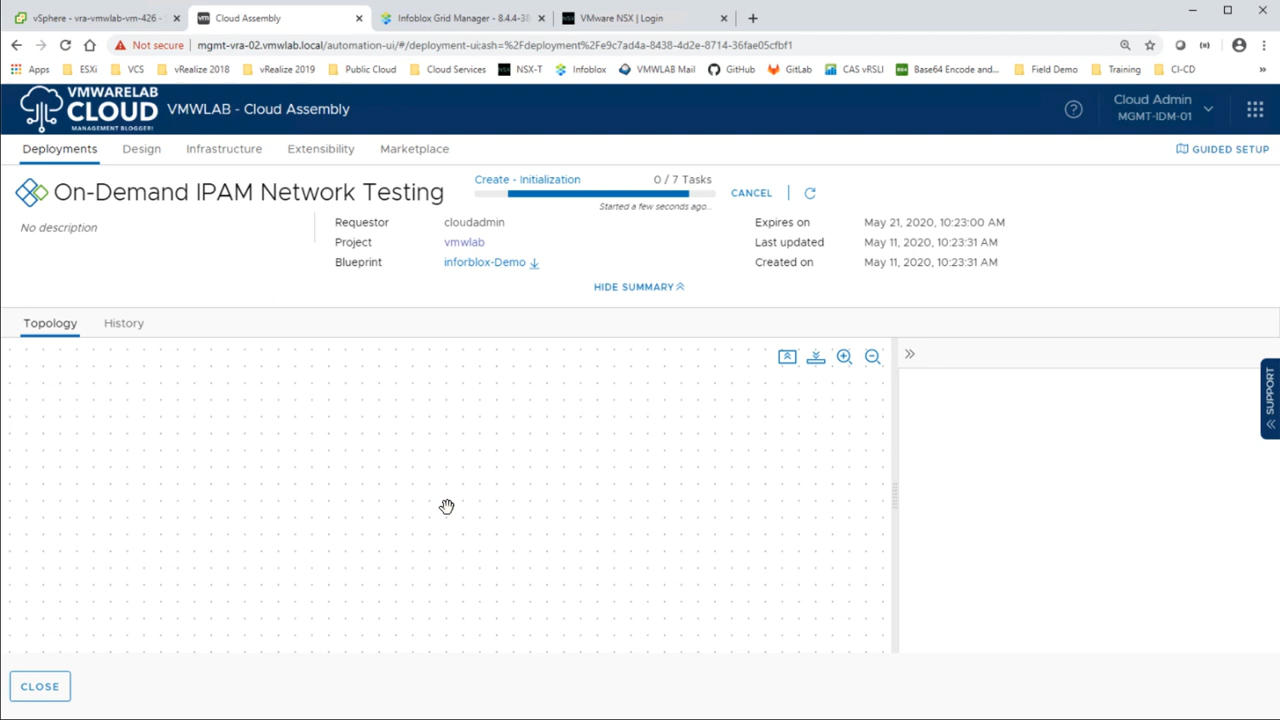 vSphere - vra-vmwlab-vm-426 -
Cloud Assembly
Infoblox Grid Manager - 8.4.4-38
VMware NSX | Login
Not secure
mgmt-vra-02.vmwlab.local/automation-ui/#/deployment-ui;ash=%2Fdeployment%2Fe9c7ad4a-8438-4d2e-8714-36fae05cfbf1
Apps
ESXi
VCS
vRealize 2018
vRealize 2019
Public Cloud
Cloud Services
NSX-T
Infoblox
VMWLAB Mail
GitHub
GitLab
CAS vRSLI
Base64 Encode and...
Field Demo
Training
CI-CD
VMWARELAB
CLOUD
MANAGEMENT BLOGGER!
VMWLAB - Cloud Assembly
Cloud Admin
MGMT-IDM-01
Deployments
Design
Infrastructure
Extensibility
Marketplace
GUIDED SETUP
On-Demand IPAM Network Testing
Create - Initialization
0 / 7 Tasks
Started a few seconds ago...
CANCEL
No description
Requestor cloudadmin
Project vmwlab
Blueprint inforblox-Demo
Expires on May 21, 2020, 10:23:00 AM
Last updated May 11, 2020, 10:23:31 AM
Created on May 11, 2020, 10:23:31 AM
HIDE SUMMARY
Topology
History
SUPPORT
CLOSE